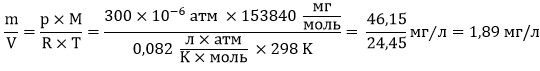 m/V = (p × M)/(R × T) = (300 × 10⁻⁶ атм × 153840 мг/моль)/(0,082 (л × атм)/(К × моль) × 298 К) = 46,15/24,45 мг/л = 1,89 мг/л